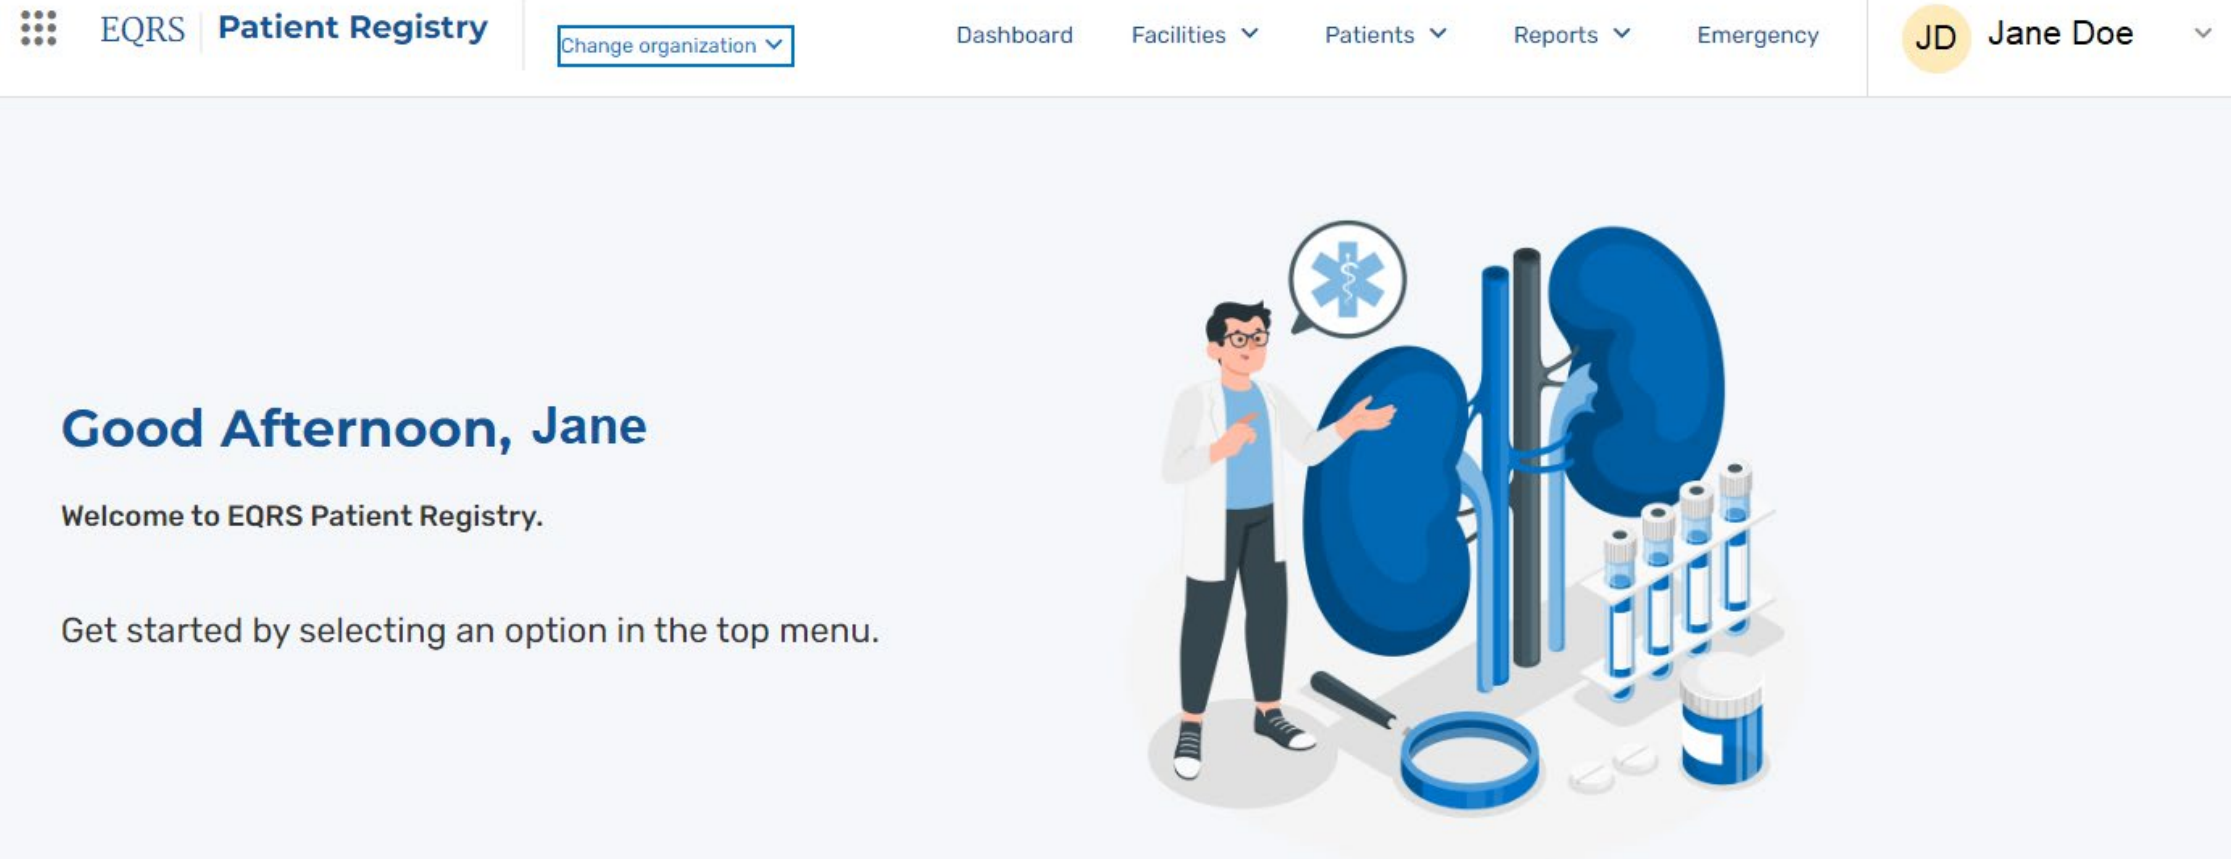 EQRS Patient Registry
Change organization
Dashboard
Facilities
Patients
Reports
Emergency
JD Jane Doe
Good Afternoon, Jane
Welcome to EQRS Patient Registry.
Get started by selecting an option in the top menu.